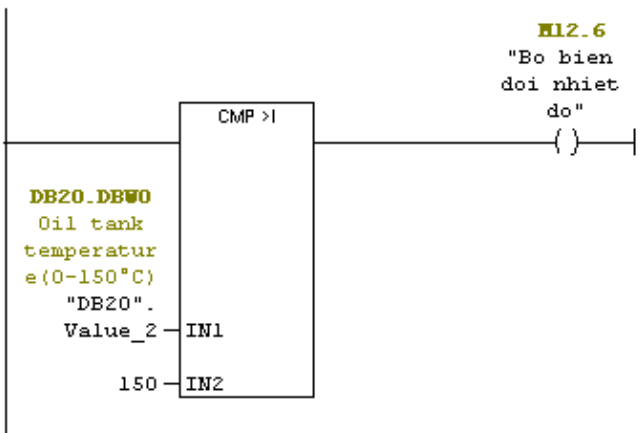 M12.6
"Bo bien
doi nhiet
do"
CMP >I
DB20.DBW0
Oil tank
temperatur
e(0-150°C)
"DB20".
Value_2
IN1
150
IN2